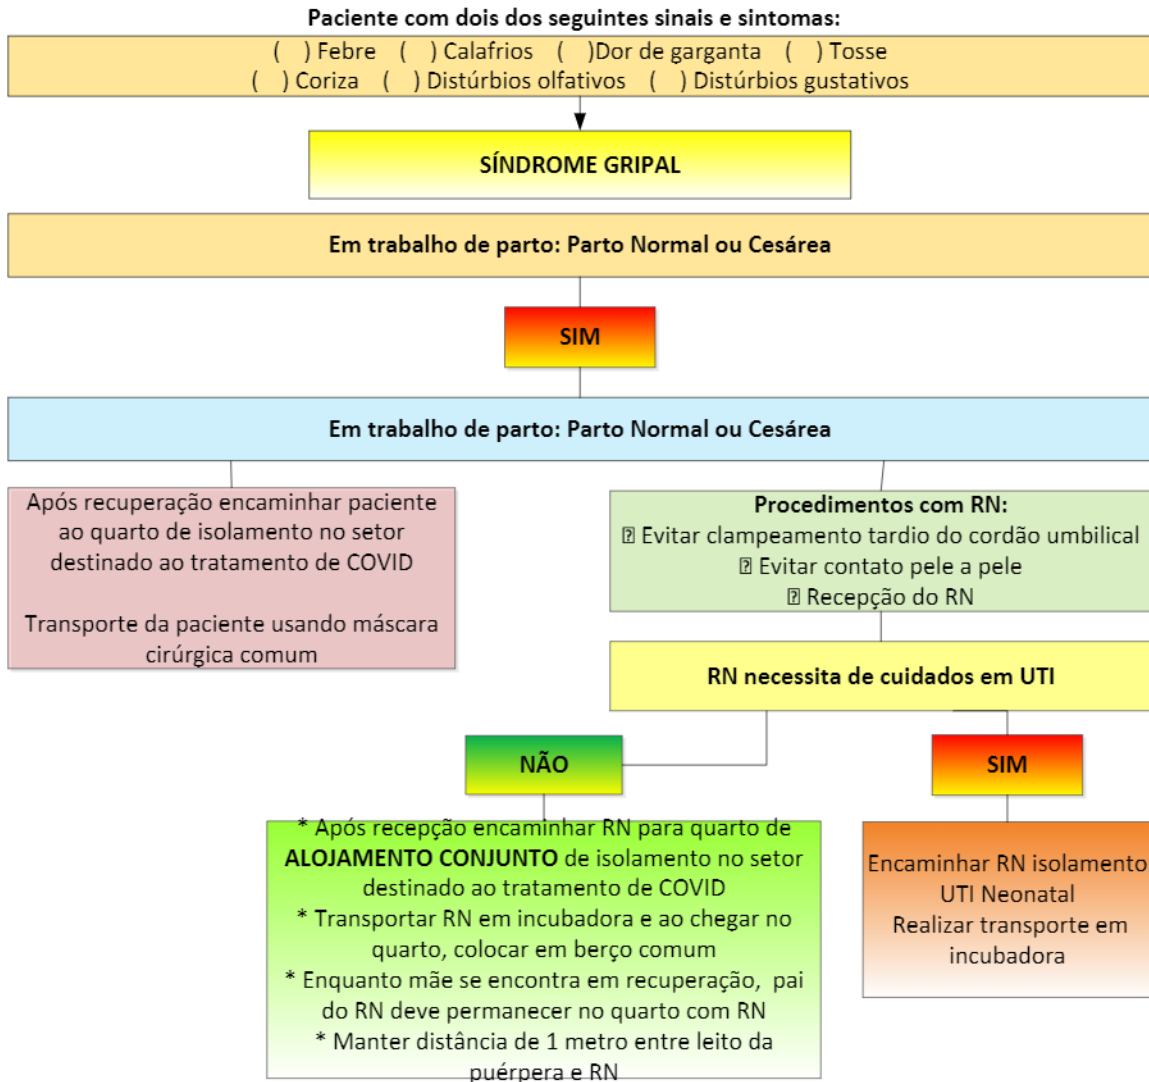 Paciente com dois dos seguintes sinais e sintomas:
( ) Febre ( ) Calafrios ( )Dor de garganta ( ) Tosse
( ) Coriza ( ) Distúrbios olfativos ( ) Distúrbios gustativos
SÍNDROME GRIPAL
Em trabalho de parto: Parto Normal ou Cesárea
SIM
Em trabalho de parto: Parto Normal ou Cesárea
Após recuperação encaminhar paciente
ao quarto de isolamento no setor
destinado ao tratamento de COVID
Transporte da paciente usando máscara
cirúrgica comum
Procedimentos com RN:
⍰ Evitar clampeamento tardio do cordão umbilical
⍰ Evitar contato pele a pele
⍰ Recepção do RN
RN necessita de cuidados em UTI
NÃO
SIM
* Após recepção encaminhar RN para quarto de
ALOJAMENTO CONJUNTO de isolamento no setor
destinado ao tratamento de COVID
* Transportar RN em incubadora e ao chegar no
quarto, colocar em berço comum
* Enquanto mãe se encontra em recuperação, pai
do RN deve permanecer no quarto com RN
* Manter distância de 1 metro entre leito da
puérpera e RN
Encaminhar RN isolamento
UTI Neonatal
Realizar transporte em
incubadora